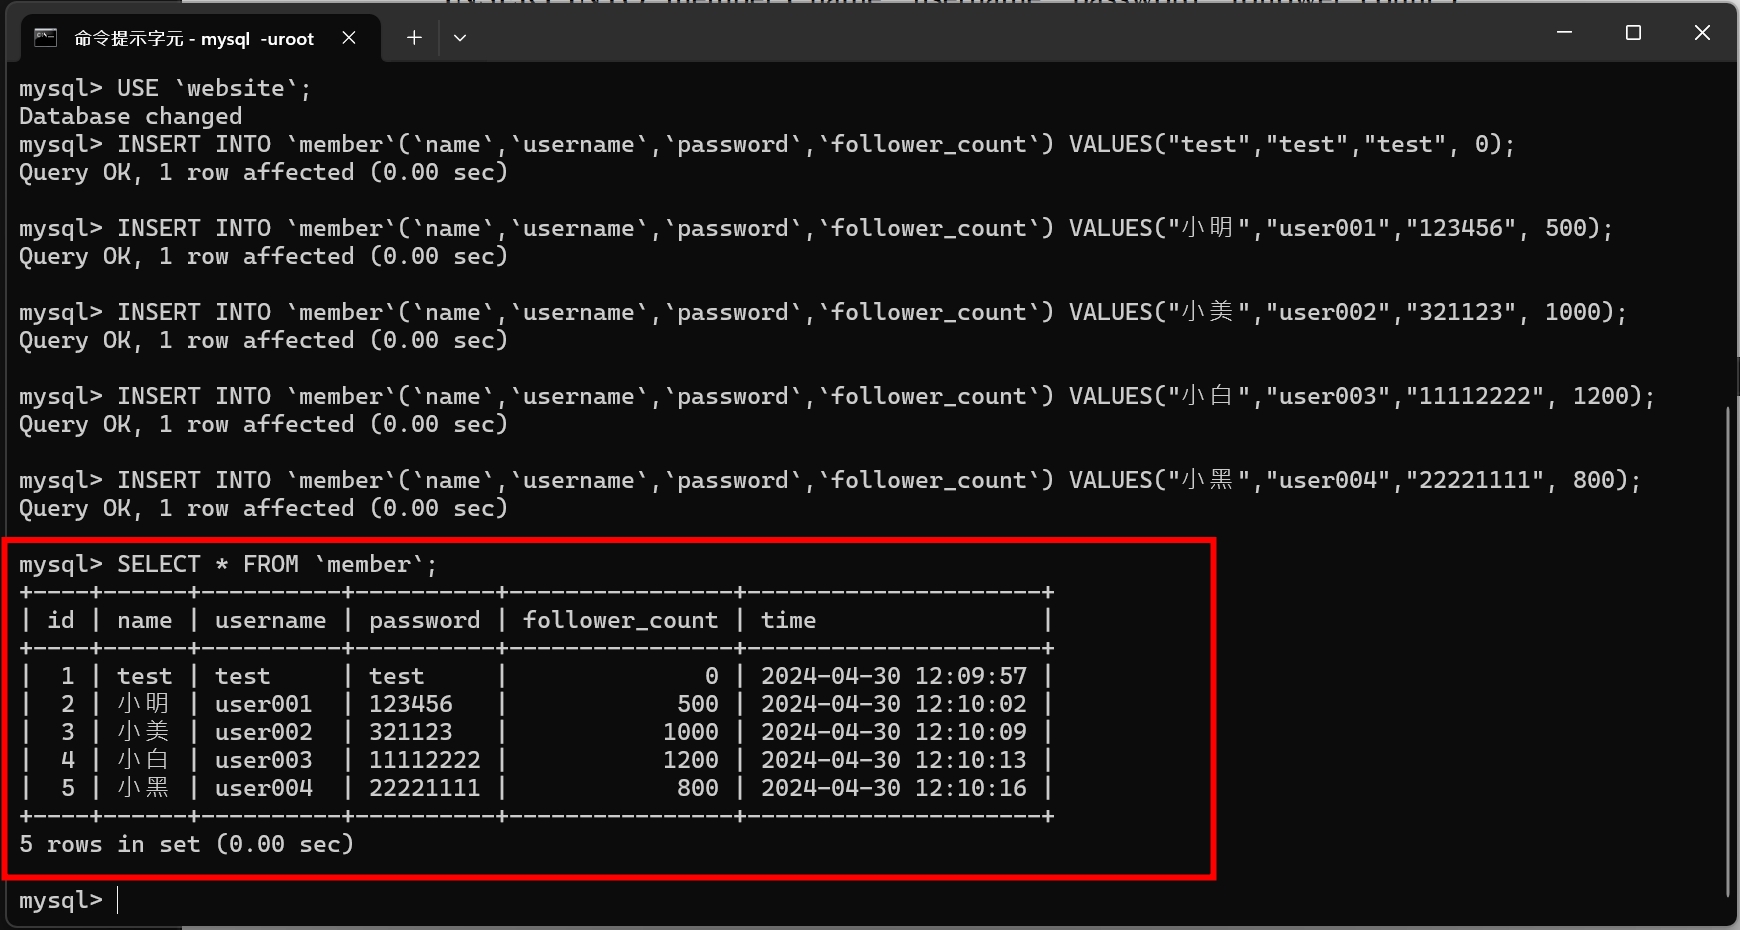 命令提示字元 - mysql  -uroot
mysql> USE `website`;
Database changed
mysql> INSERT INTO `member`(`name`,`username`,`password`,`follower_count`) VALUES("test","test","test", 0);
Query OK, 1 row affected (0.00 sec)
mysql> INSERT INTO `member`(`name`,`username`,`password`,`follower_count`) VALUES("小明","user001","123456", 500);
Query OK, 1 row affected (0.00 sec)
mysql> INSERT INTO `member`(`name`,`username`,`password`,`follower_count`) VALUES("小美","user002","321123", 1000);
Query OK, 1 row affected (0.00 sec)
mysql> INSERT INTO `member`(`name`,`username`,`password`,`follower_count`) VALUES("小白","user003","11112222", 1200);
Query OK, 1 row affected (0.00 sec)
mysql> INSERT INTO `member`(`name`,`username`,`password`,`follower_count`) VALUES("小黑","user004","22221111", 800);
Query OK, 1 row affected (0.00 sec)
mysql> SELECT * FROM `member`;
+----+------+----------+----------+----------------+---------------------+
| id | name | username | password | follower_count | time                |
+----+------+----------+----------+----------------+---------------------+
|  1 | test | test     | test     |              0 | 2024-04-30 12:09:57 |
|  2 | 小明 | user001  | 123456   |            500 | 2024-04-30 12:10:02 |
|  3 | 小美 | user002  | 321123   |           1000 | 2024-04-30 12:10:09 |
|  4 | 小白 | user003  | 11112222 |           1200 | 2024-04-30 12:10:13 |
|  5 | 小黑 | user004  | 22221111 |            800 | 2024-04-30 12:10:16 |
+----+------+----------+----------+----------------+---------------------+
5 rows in set (0.00 sec)
mysql>